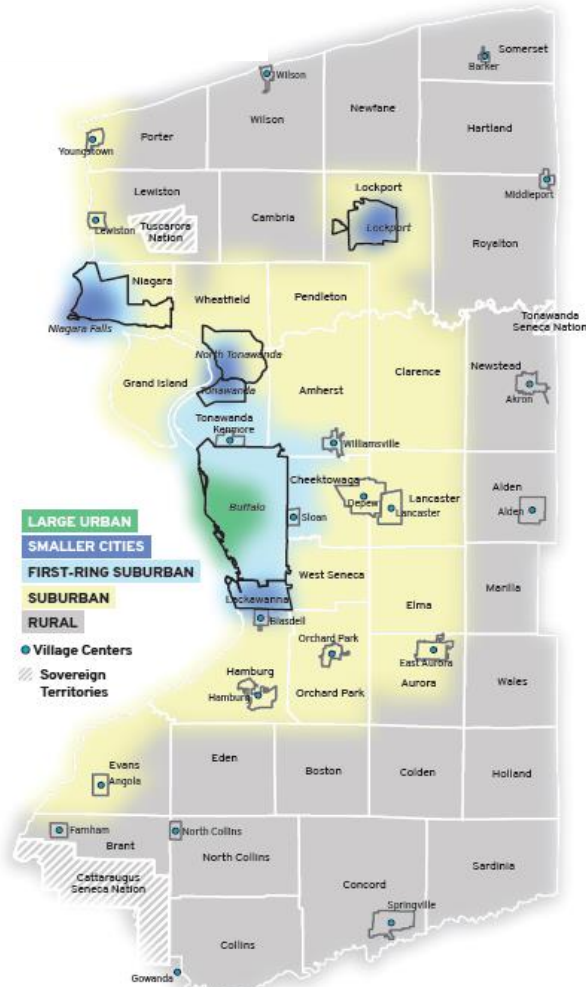 Somerset
Barker
Wilson
Newfane
Wilson
Hartland
Porter
Youngstown
Lewiston
Lockport
Middleport
Lewiston
Tuscarora
Nation
Cambria
Lockport
Royalton
Niagara
Wheatfield
Pendleton
Niagara Falls
Tonawanda
Seneca Nation
North Tonawanda
Grand Island
Tonawanda
Amherst
Clarence
Newstead
Akron
Tonawanda
Kenmore
Williamsville
Cheektowaga
Alden
Depew
Lancaster
Lancaster
Alden
Buffalo
Sloan
LARGE URBAN
SMALLER CITIES
FIRST-RING SUBURBAN
SUBURBAN
RURAL
Village Centers
Sovereign
Territories
West Seneca
Marilla
Lackawanna
Elma
Blasdell
Orchard Park
East Aurora
Hamburg
Aurora
Wales
Hamburg
Orchard Park
Evans
Angola
Eden
Boston
Colden
Holland
Farnham
North Collins
Brant
North Collins
Cattaraugus
Seneca Nation
Concord
Sardinia
Springville
Collins
Gowanda